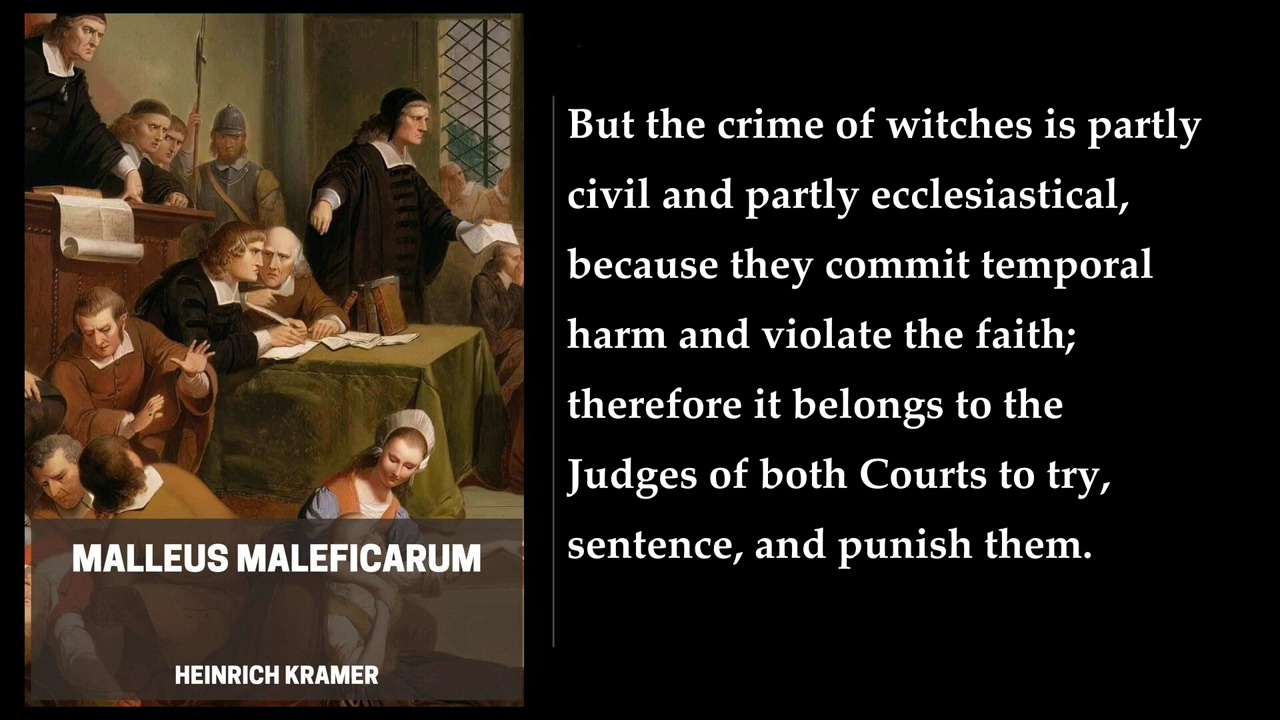 MALLEUS MALEFICARUM
HEINRICH KRAMER
But the crime of witches is partly
civil and partly ecclesiastical,
because they commit temporal
harm and violate the faith;
therefore it belongs to the
Judges of both Courts to try,
sentence, and punish them.